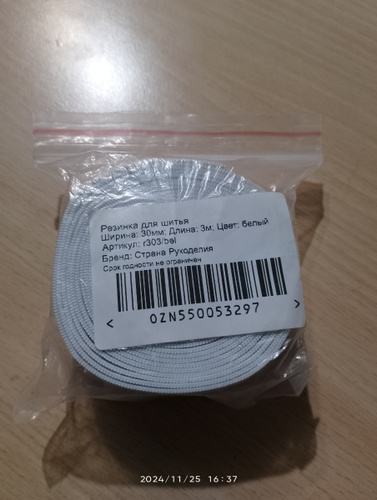 Резинка для шитья
Ширина: 30мм; Длина: 3м; Цвет: белый
Артикул: r303/bel
Бренд: Страна Рукоделия
Срок годности не ограничен
< OZN550053297 >
2024/11/25 16:37